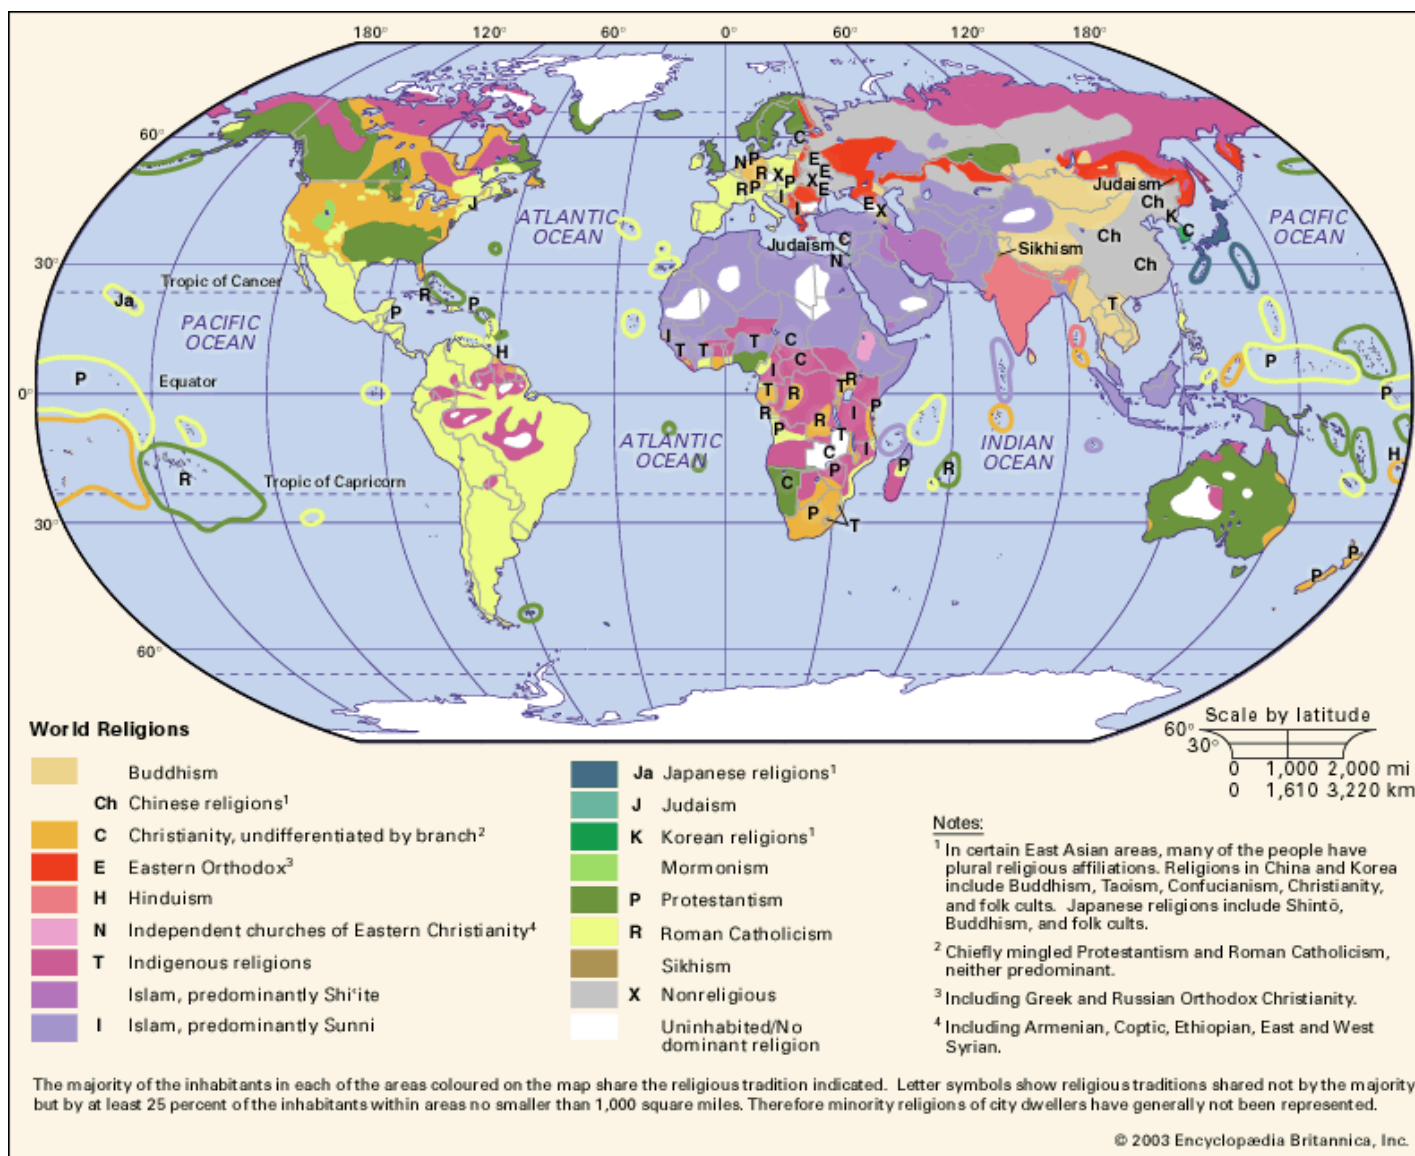 180° 120° 60° 0° 60° 120° 180°
60°
30°
0°
30°
60°
ATLANTIC
OCEAN
PACIFIC
OCEAN
Tropic of Cancer
PACIFIC
OCEAN
Equator
ATLANTIC
OCEAN
INDIAN
OCEAN
Tropic of Capricorn
Judaism
Judaism
Sikhism
Ja
P
R
J
R
P
P
H
C
N
P
R
X
P
R
P
I
I
E
E
X
E
E
X
C
N
Ch
K
C
Ch
Ch
T
I
T
T
T
C
C
I
T
R
T
R
R
P
R
P
I
T
I
C
P
C
P
T
P
R
P
P
H
P
P
World Religions
Buddhism
Ch Chinese religions¹
C Christianity, undifferentiated by branch²
E Eastern Orthodox³
H Hinduism
N Independent churches of Eastern Christianity⁴
T Indigenous religions
Islam, predominantly Shiʿite
I Islam, predominantly Sunni
Ja Japanese religions¹
J Judaism
K Korean religions¹
Mormonism
P Protestantism
R Roman Catholicism
Sikhism
X Nonreligious
Uninhabited/No
dominant religion
Scale by latitude
60°
30°
0 1,000 2,000 mi
0 1,610 3,220 km
Notes:
¹ In certain East Asian areas, many of the people have
plural religious affiliations. Religions in China and Korea
include Buddhism, Taoism, Confucianism, Christianity,
and folk cults. Japanese religions include Shintō,
Buddhism, and folk cults.
² Chiefly mingled Protestantism and Roman Catholicism,
neither predominant.
³ Including Greek and Russian Orthodox Christianity.
⁴ Including Armenian, Coptic, Ethiopian, East and West
Syrian.
The majority of the inhabitants in each of the areas coloured on the map share the religious tradition indicated. Letter symbols show religious traditions shared not by the majority
but by at least 25 percent of the inhabitants within areas no smaller than 1,000 square miles. Therefore minority religions of city dwellers have generally not been represented.
© 2003 Encyclopædia Britannica, Inc.